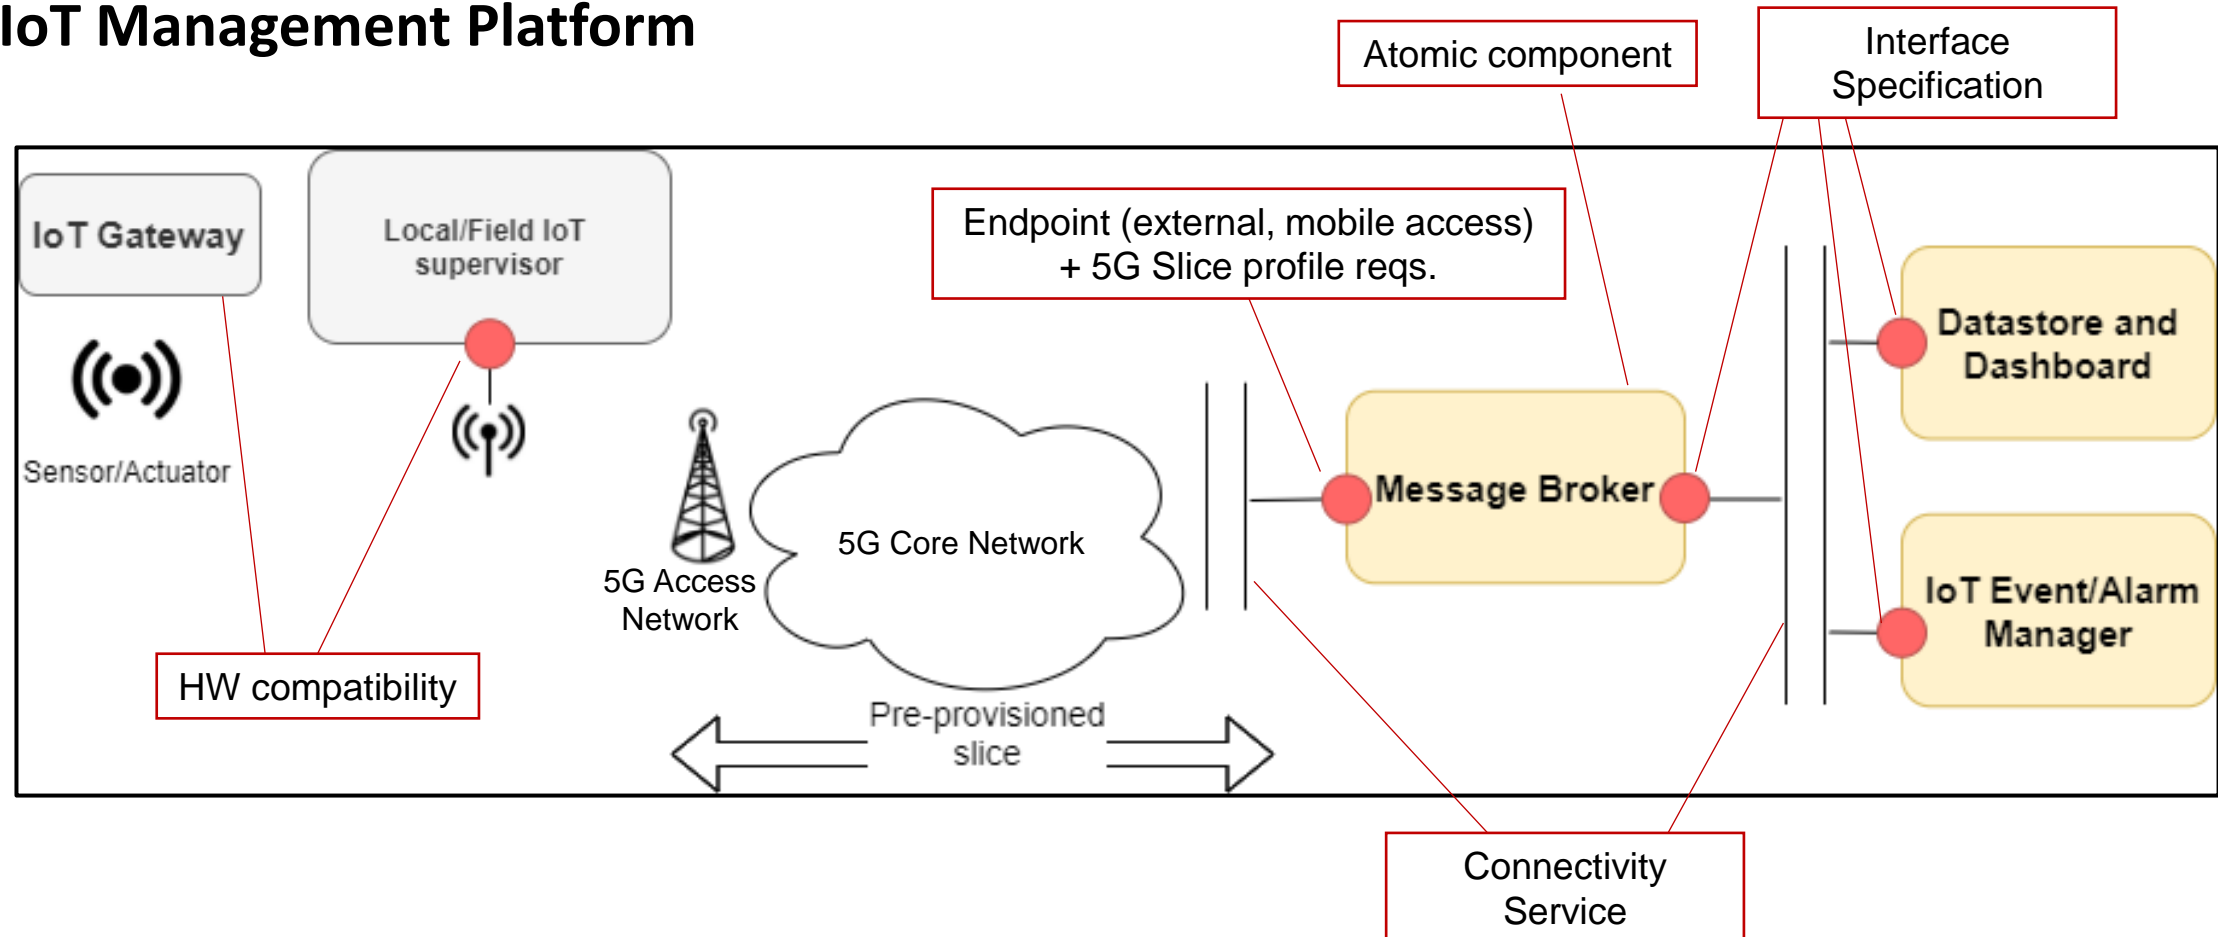 IoT Management Platform
Atomic component
Interface
Specification
IoT Gateway
Local/Field IoT
supervisor
Endpoint (external, mobile access)
+ 5G Slice profile reqs.
Datastore and
Dashboard
Sensor/Actuator
Message Broker
5G Core Network
5G Access
Network
IoT Event/Alarm
Manager
HW compatibility
Pre-provisioned
slice
Connectivity
Service